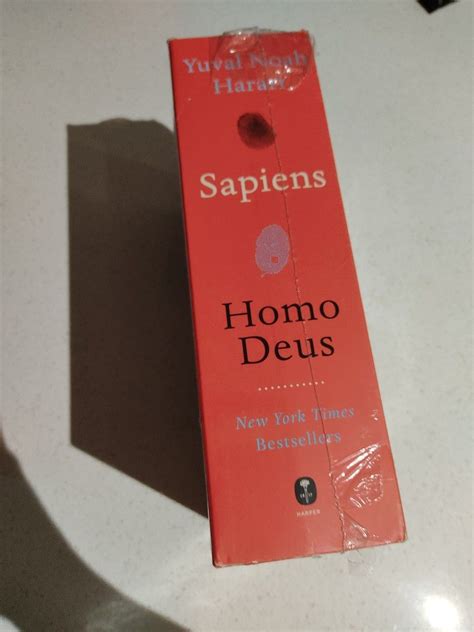 Yuval Noah
Harari
Sapiens
Homo
Deus
New York Times
Bestsellers
HARPER